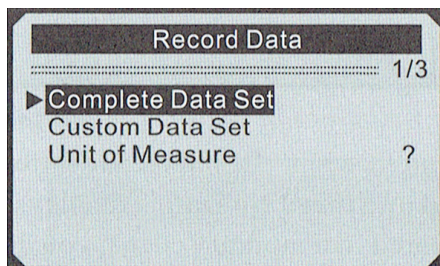 Record Data
1/3
Complete Data Set
Custom Data Set
Unit of Measure ?